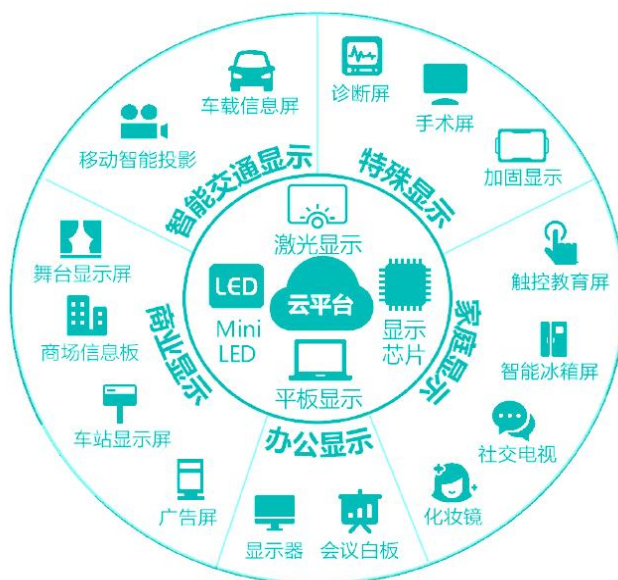 诊断屏
车载信息屏
手术屏
移动智能投影
加固显示
智能交通显示
特殊显示
激光显示
舞台显示屏
触控教育屏
LED
云平台
Mini
LED
显示
芯片
商场信息板
商业显示
家庭显示
智能冰箱屏
平板显示
车站显示屏
办公显示
社交电视
广告屏
化妆镜
显示器
会议白板